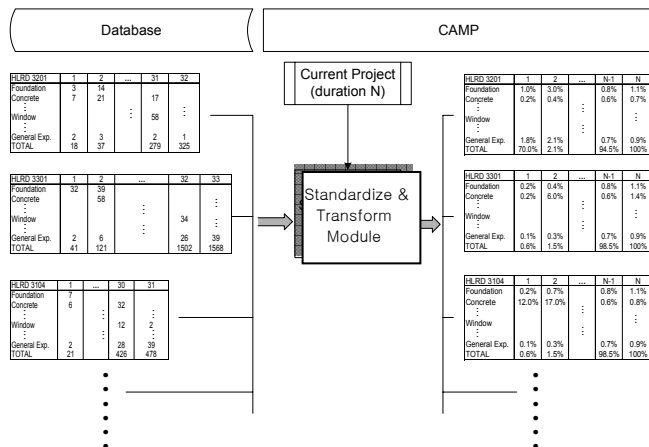 Database
CAMP
HLRD 3201 1 2 ... 31 32
Foundation 3 14
Concrete 7 21 17
⋮ ⋮ ⋮
Window 58
⋮
General Exp. 2 3 2 1
TOTAL 18 37 279 325
HLRD 3301 1 2 ... 32 33
Foundation 32 39
Concrete 58 ⋮
⋮ ⋮
Window 34
⋮ ⋮ ⋮
General Exp. 2 6 26 39
TOTAL 41 121 1502 1568
HLRD 3104 1 ... 30 31
Foundation 7
Concrete 6 32
⋮ ⋮ ⋮
Window 12 2
⋮ ⋮ ⋮
General Exp. 2 28 39
TOTAL 21 426 478
Current Project
(duration N)
Standardize &
Transform
Module
HLRD 3201 1 2 ... N-1 N
Foundation 1.0% 3.0% 0.8% 1.1%
Concrete 0.2% 0.4% 0.6% 0.7%
⋮ ⋮
Window ⋮
⋮
General Exp. 1.8% 2.1% 0.7% 0.9%
TOTAL 70.0% 2.1% 94.5% 100%
HLRD 3301 1 2 ... N-1 N
Foundation 0.2% 0.4% 0.8% 1.1%
Concrete 0.2% 6.0% 0.6% 1.4%
⋮ ⋮
Window ⋮
⋮
General Exp. 0.1% 0.3% 0.7% 0.9%
TOTAL 0.6% 1.5% 98.5% 100%
HLRD 3104 1 2 ... N-1 N
Foundation 0.2% 0.7% 0.8% 1.1%
Concrete 12.0% 17.0% 0.6% 0.8%
⋮ ⋮
Window ⋮
⋮
General Exp. 0.1% 0.3% 0.7% 0.9%
TOTAL 0.6% 1.5% 98.5% 100%